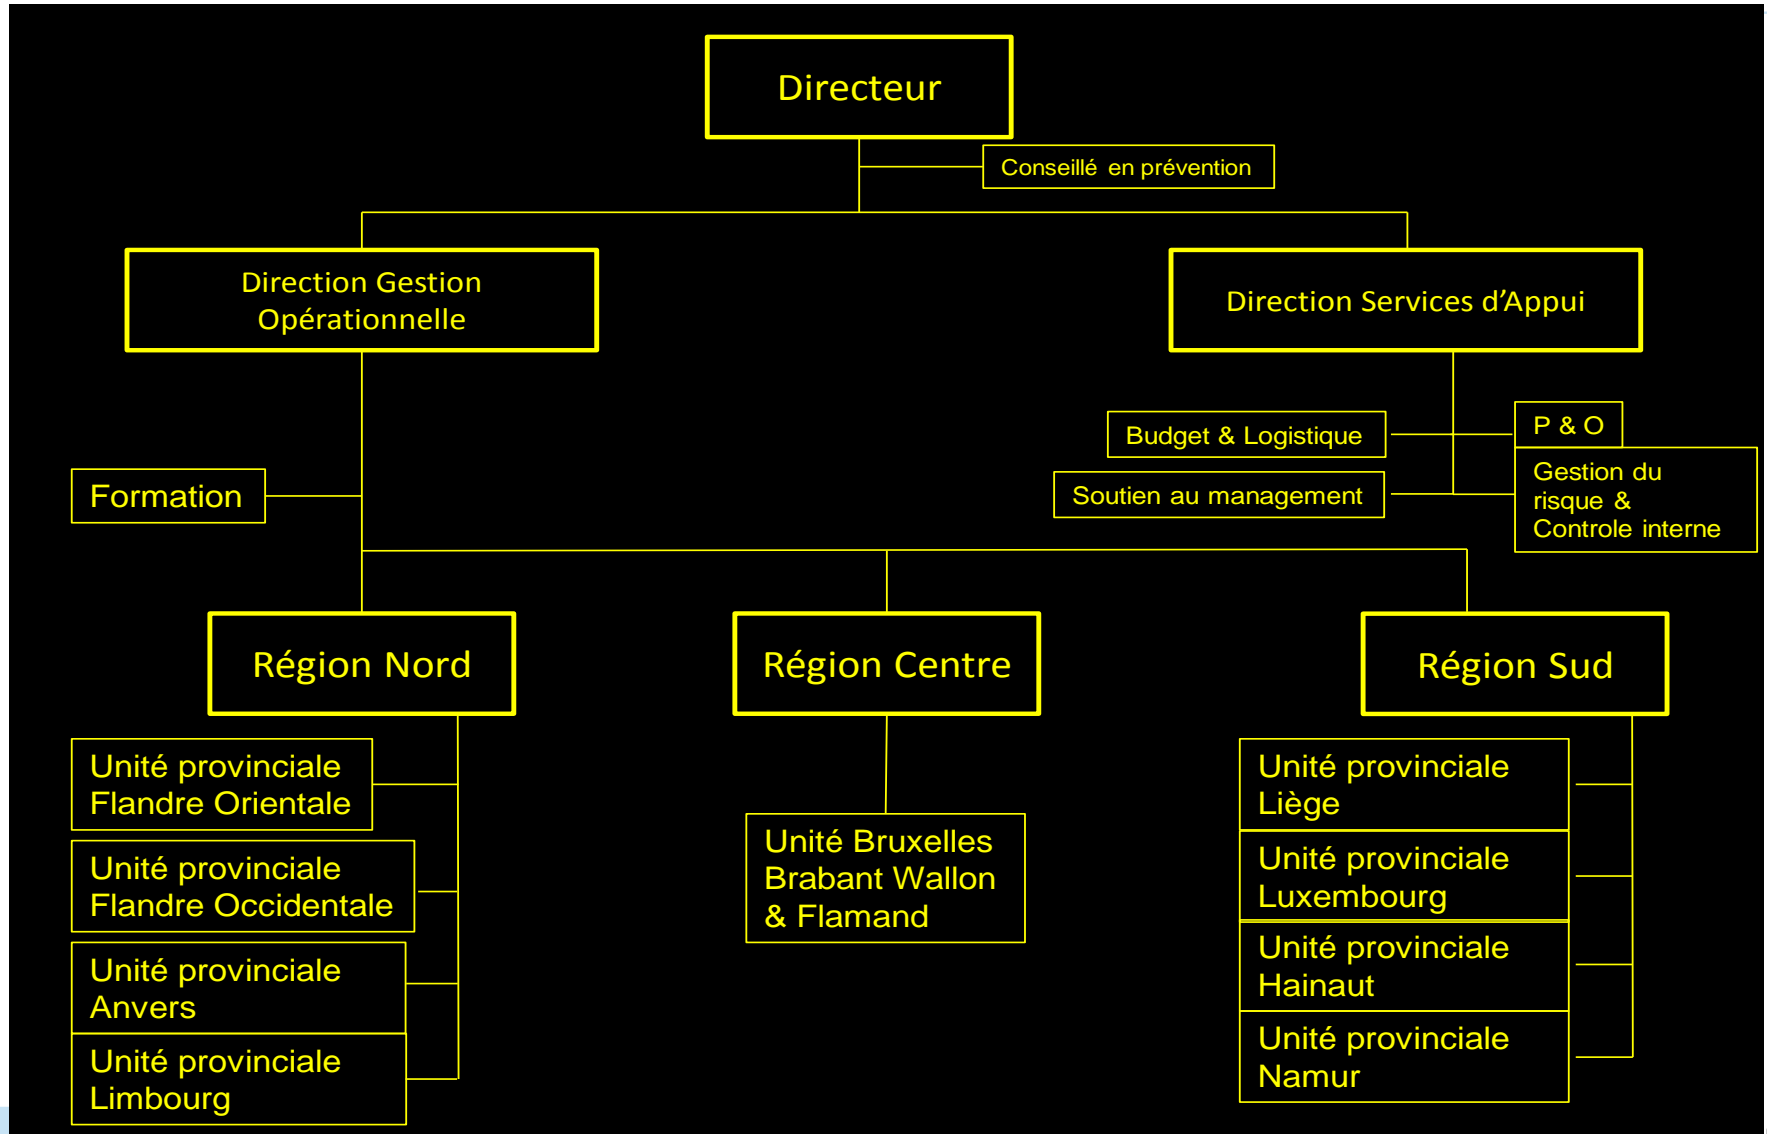 Directeur
Conseillé en prévention
Direction Gestion
Opérationnelle
Direction Services d’Appui
Budget & Logistique
P & O
Soutien au management
Gestion du
risque &
Controle interne
Formation
Région Nord
Région Centre
Région Sud
Unité provinciale
Flandre Orientale
Unité provinciale
Flandre Occidentale
Unité provinciale
Anvers
Unité provinciale
Limbourg
Unité Bruxelles
Brabant Wallon
& Flamand
Unité provinciale
Liège
Unité provinciale
Luxembourg
Unité provinciale
Hainaut
Unité provinciale
Namur